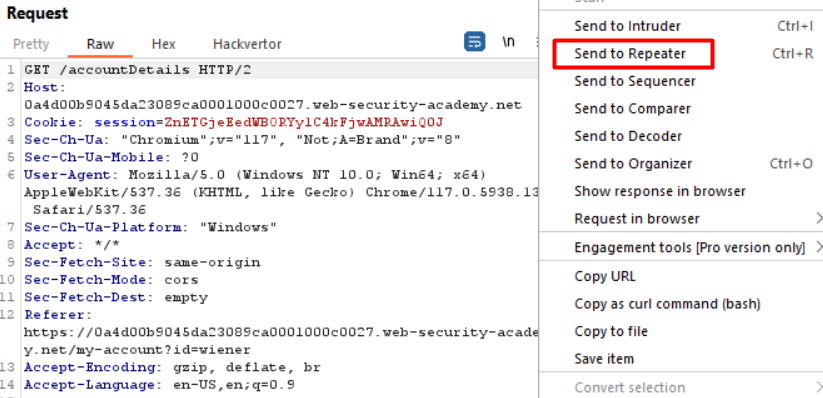 Request
Pretty Raw Hex Hackvertor \n
1 GET /accountDetails HTTP/2
2 Host:
0a4d00b9045da23089ca0001000c0027.web-security-academy.net
3 Cookie: session=ZnETGjeEedWBORYylC4kFjwAMRAwiQ0J
4 Sec-Ch-Ua: "Chromium";v="117", "Not;A=Brand";v="8"
5 Sec-Ch-Ua-Mobile: ?0
6 User-Agent: Mozilla/5.0 (Windows NT 10.0; Win64; x64)
AppleWebKit/537.36 (KHTML, like Gecko) Chrome/117.0.5938.13
Safari/537.36
7 Sec-Ch-Ua-Platform: "Windows"
8 Accept: */*
9 Sec-Fetch-Site: same-origin
10 Sec-Fetch-Mode: cors
11 Sec-Fetch-Dest: empty
12 Referer:
https://0a4d00b9045da23089ca0001000c0027.web-security-acade
y.net/my-account?id=wiener
13 Accept-Encoding: gzip, deflate, br
14 Accept-Language: en-US,en;q=0.9
Send to Intruder Ctrl+I
Send to Repeater Ctrl+R
Send to Sequencer
Send to Comparer
Send to Decoder
Send to Organizer Ctrl+O
Show response in browser
Request in browser
Engagement tools [Pro version only]
Copy URL
Copy as curl command (bash)
Copy to file
Save item
Convert selection